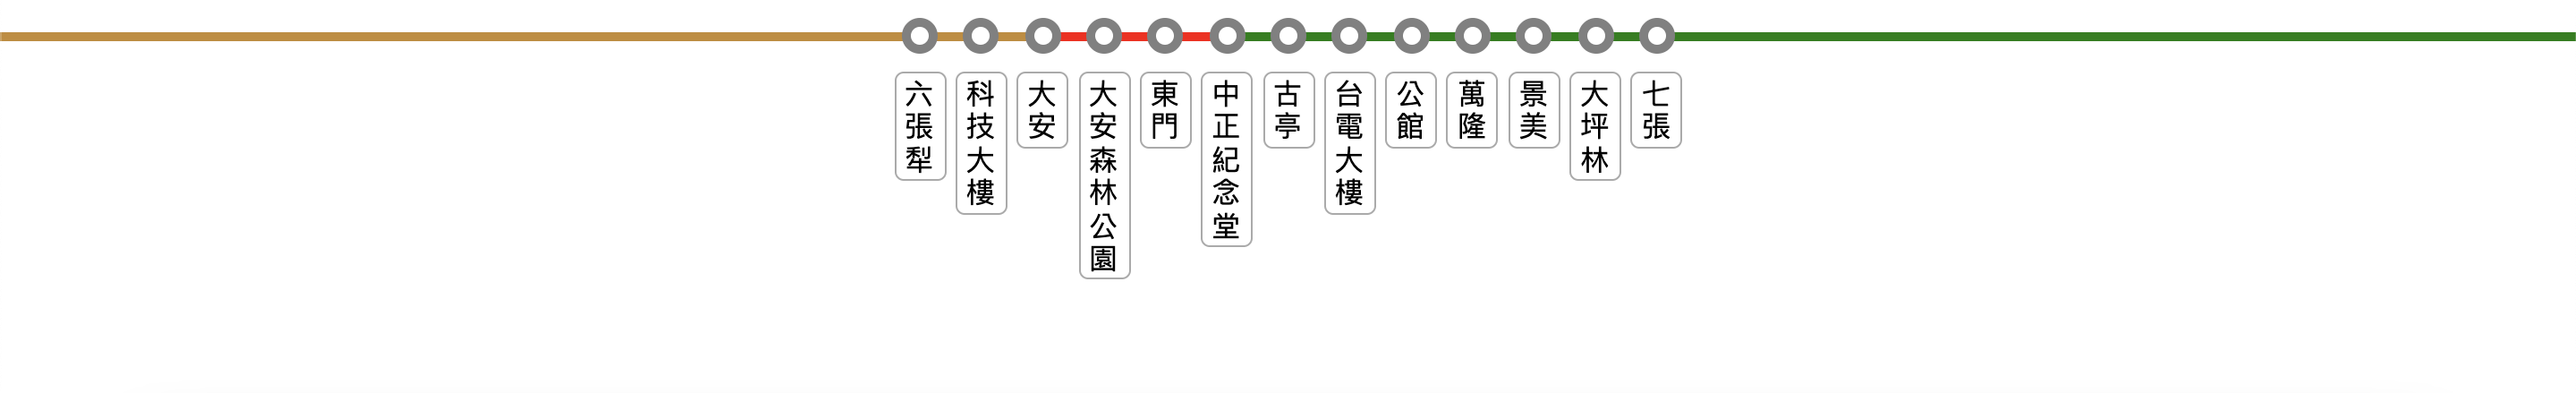 六張犁
科技大樓
大安
大安森林公園
東門
中正紀念堂
古亭
台電大樓
公館
萬隆
景美
大坪林
七張